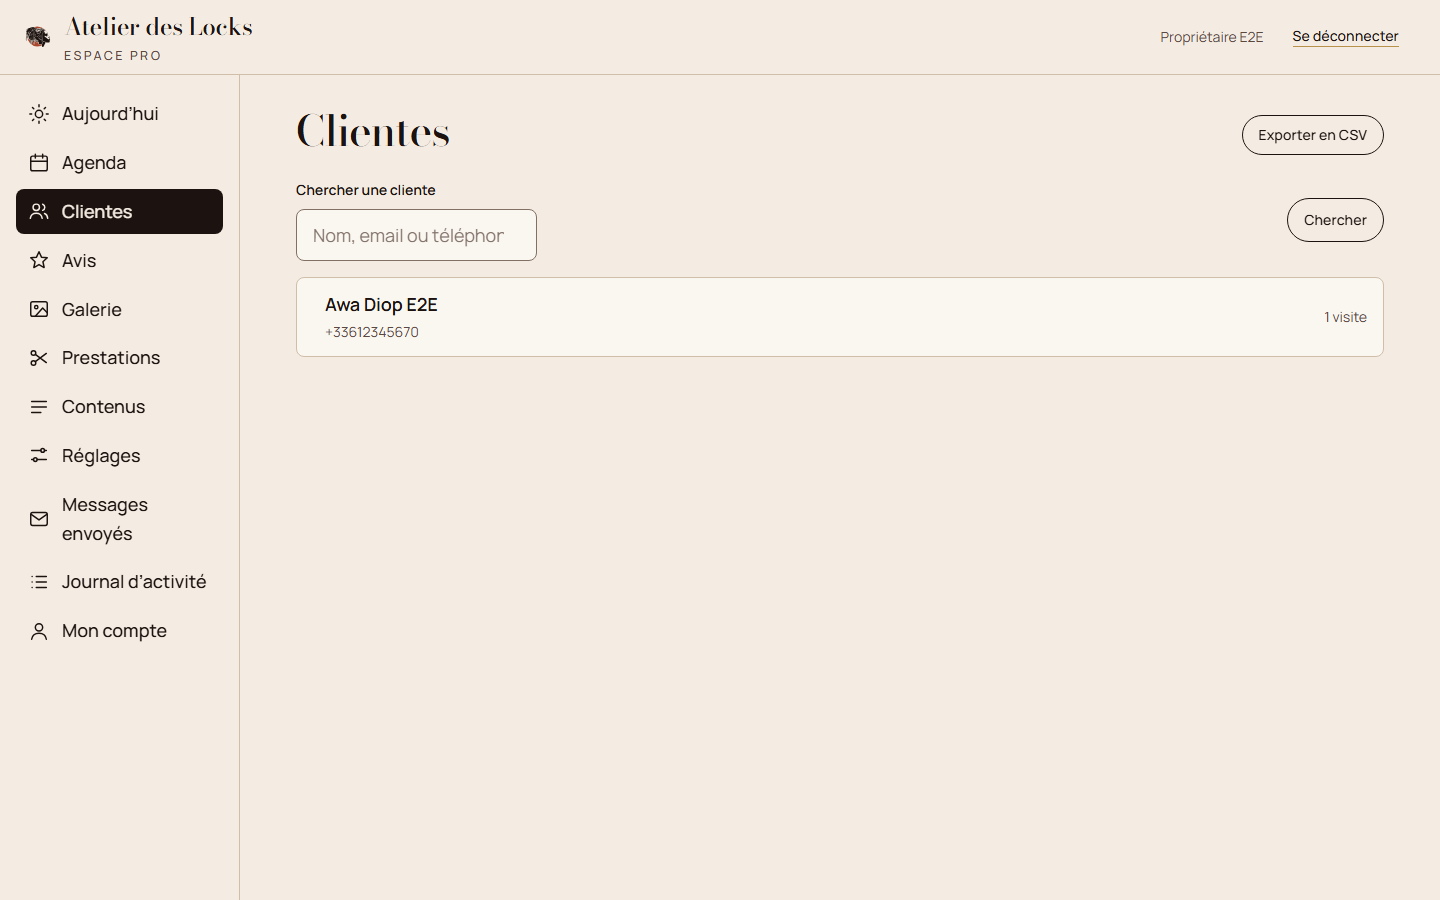 Atelier des Locks
ESPACE PRO
Propriétaire E2E
Se déconnecter
Aujourd’hui
Agenda
Clientes
Avis
Galerie
Prestations
Contenus
Réglages
Messages
envoyés
Journal d’activité
Mon compte
Clientes
Exporter en CSV
Chercher une cliente
Nom, email ou téléphor
Chercher
Awa Diop E2E
+33612345670
1 visite